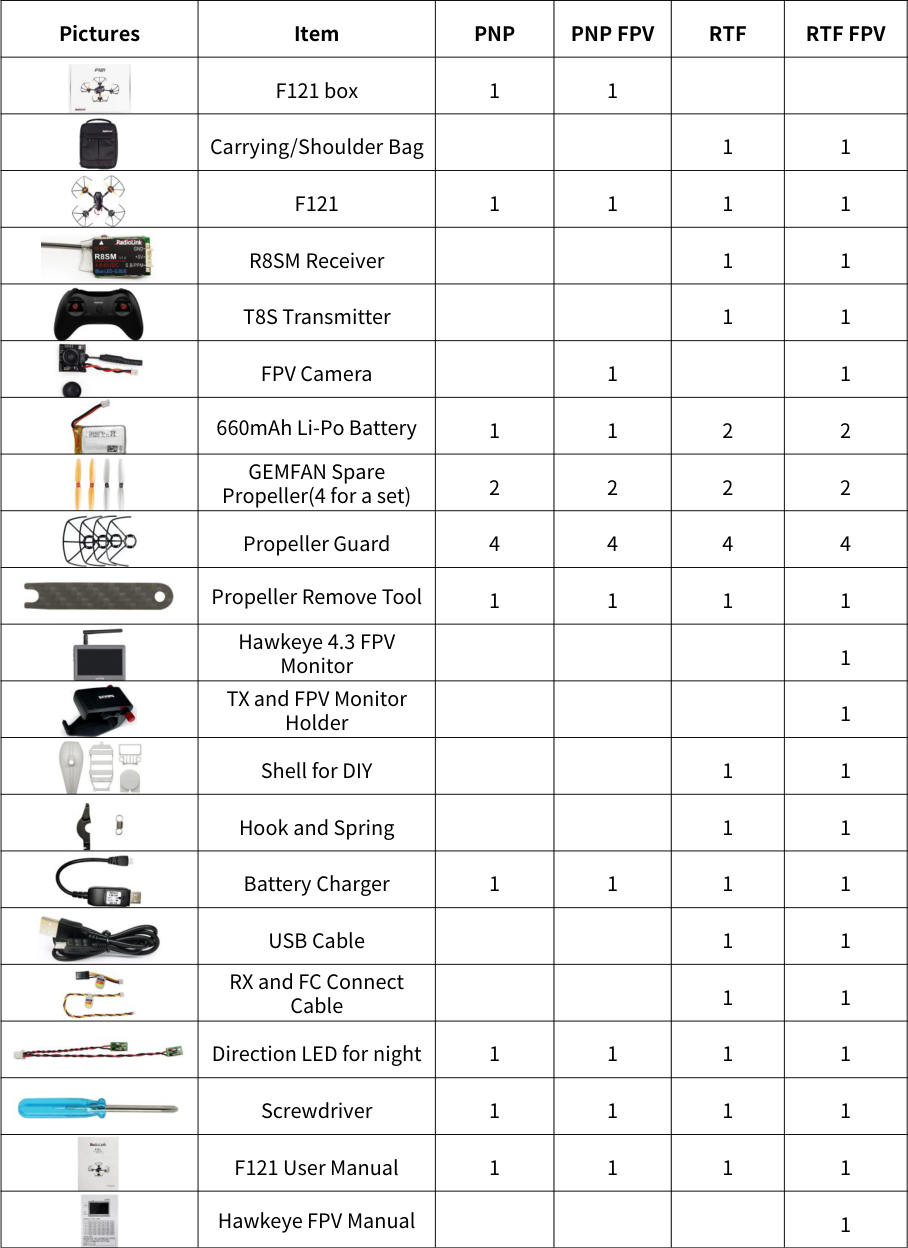 Pictures Item PNP PNP FPV RTF RTF FPV
F121 box 1 1
Carrying/Shoulder Bag 1 1
F121 1 1 1 1
RadioLink
R8SM
R8SM Receiver 1 1
T8S Transmitter 1 1
FPV Camera 1 1
660mAh Li-Po Battery 1 1 2 2
GEMFAN Spare
Propeller(4 for a set) 2 2 2 2
Propeller Guard 4 4 4 4
Propeller Remove Tool 1 1 1 1
Hawkeye 4.3 FPV
Monitor 1
TX and FPV Monitor
Holder 1
Shell for DIY 1 1
Hook and Spring 1 1
Battery Charger 1 1 1 1
USB Cable 1 1
RX and FC Connect
Cable 1 1
Direction LED for night 1 1 1 1
Screwdriver 1 1 1 1
F121 User Manual 1 1 1 1
Hawkeye FPV Manual 1